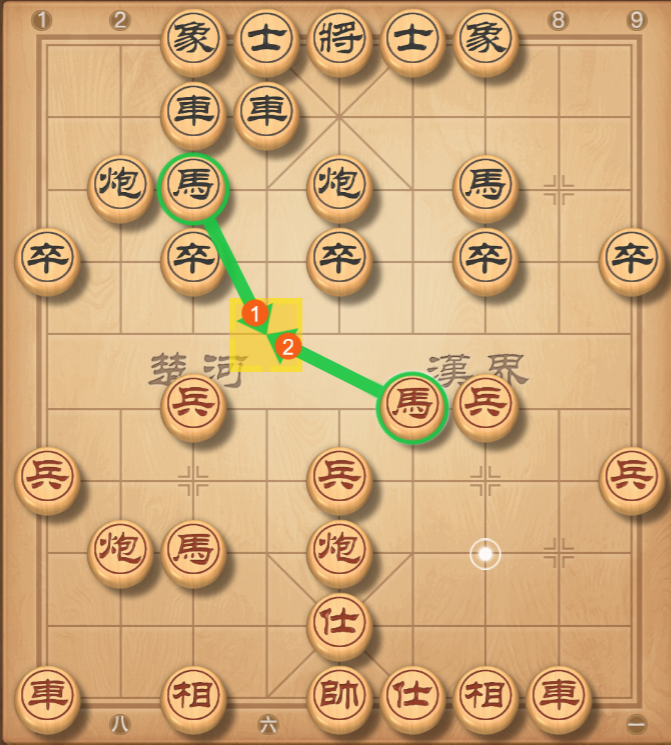 1 2 象 士 將 士 象 8 9
車 車
炮 馬 炮 馬
卒 卒 卒 卒 卒
1
2
楚河 漢界
兵 馬 兵
兵 兵 兵
炮 馬 炮
仕
車 相 帥 仕 相 車
八 六 一